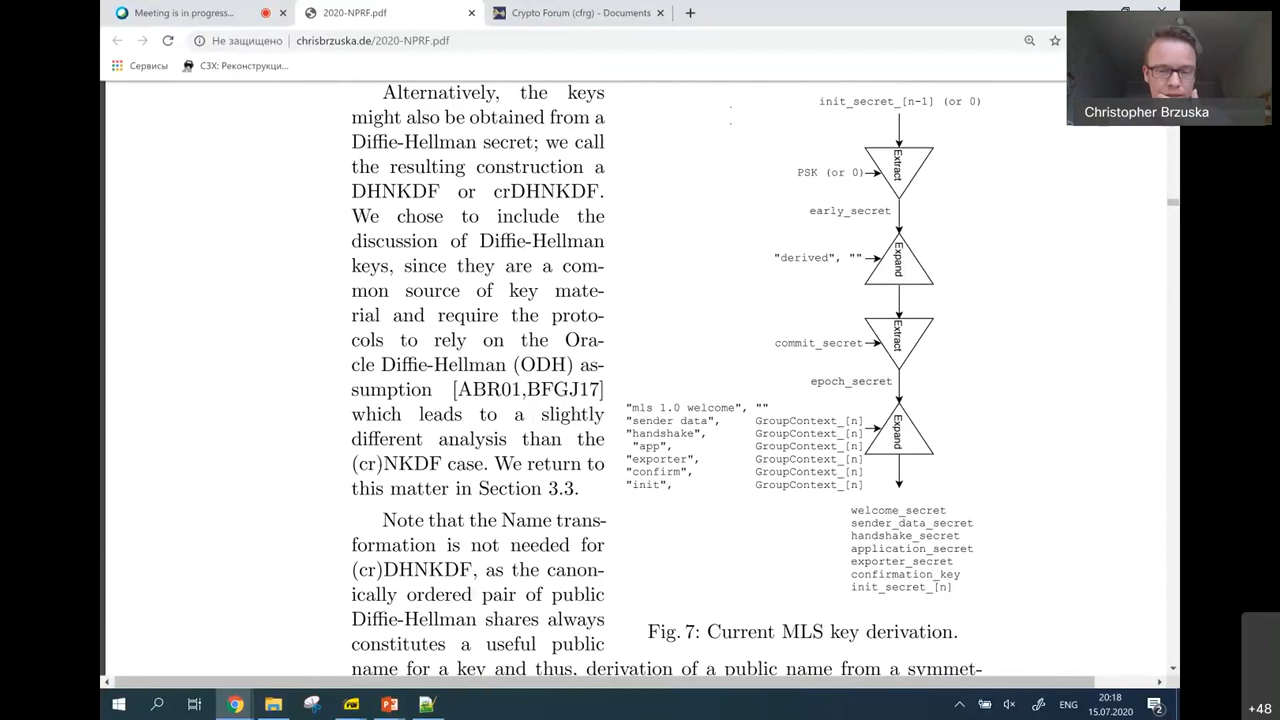 Meeting is in progress...
2020-NPRF.pdf
Crypto Forum (cfrg) - Documents
Не защищено
chrisbrzuska.de/2020-NPRF.pdf
Сервисы
СЗХ: Реконструкци...
Christopher Brzuska
Alternatively, the keys
might also be obtained from a
Diffie-Hellman secret; we call
the resulting construction a
DHNKDF or crDHNKDF.
We chose to include the
discussion of Diffie-Hellman
keys, since they are a com-
mon source of key mate-
rial and require the proto-
cols to rely on the Ora-
cle Diffie-Hellman (ODH) as-
sumption [ABR01,BFGJ17]
which leads to a slightly
different analysis than the
(cr)NKDF case. We return to
this matter in Section 3.3.
Note that the Name trans-
formation is not needed for
(cr)DHNKDF, as the canon-
ically ordered pair of public
Diffie-Hellman shares always
constitutes a useful public
name for a key and thus, derivation of a public name from a symmet-
init_secret_[n-1] (or 0)
Extract
PSK (or 0)
early_secret
Expand
"derived", ""
Extract
commit_secret
epoch_secret
Expand
"mls 1.0 welcome", ""
"sender data", GroupContext_[n]
"handshake", GroupContext_[n]
"app", GroupContext_[n]
"exporter", GroupContext_[n]
"confirm", GroupContext_[n]
"init", GroupContext_[n]
welcome_secret
sender_data_secret
handshake_secret
application_secret
exporter_secret
confirmation_key
init_secret_[n]
Fig. 7: Current MLS key derivation.
ENG
20:18
15.07.2020
2
+48